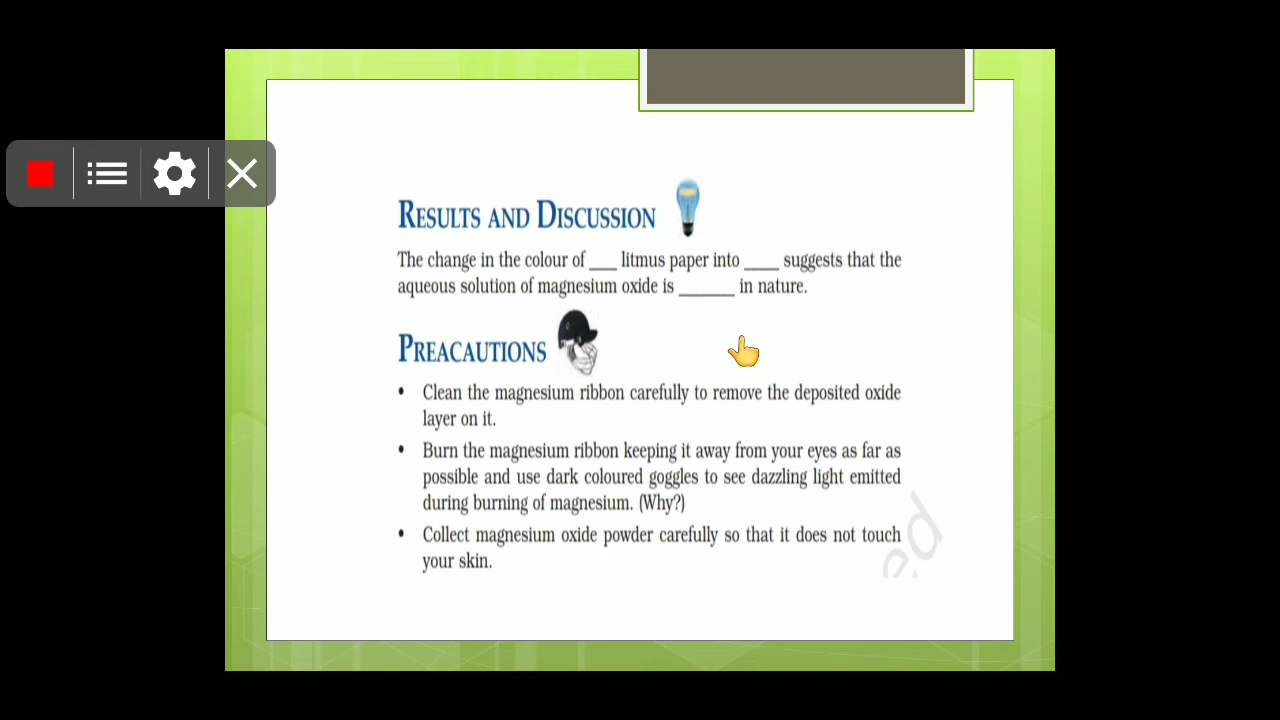 RESULTS AND DISCUSSION
The change in the colour of ___ litmus paper into ____ suggests that the
aqueous solution of magnesium oxide is ______ in nature.
PREACAUTIONS
• Clean the magnesium ribbon carefully to remove the deposited oxide
layer on it.
• Burn the magnesium ribbon keeping it away from your eyes as far as
possible and use dark coloured goggles to see dazzling light emitted
during burning of magnesium. (Why?)
• Collect magnesium oxide powder carefully so that it does not touch
your skin.
ed